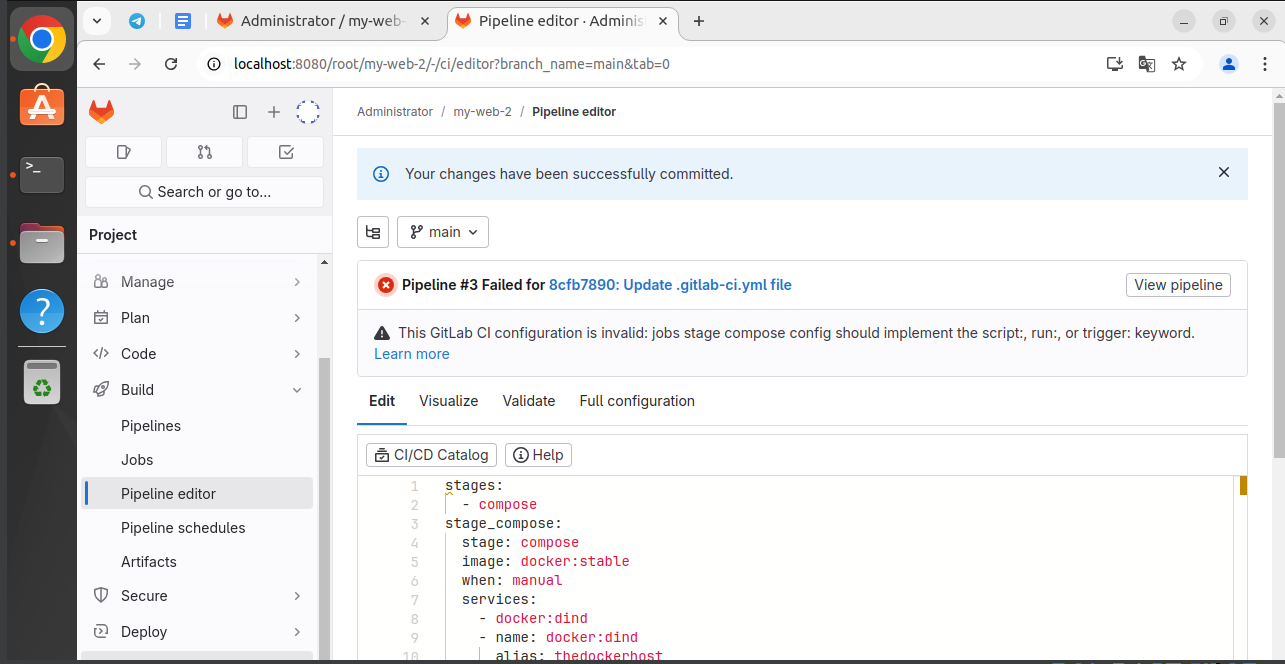 Administrator / my-web-
Pipeline editor · Adminis
localhost:8080/root/my-web-2/-/ci/editor?branch_name=main&tab=0
Search or go to...
Project
Manage
Plan
Code
Build
Pipelines
Jobs
Pipeline editor
Pipeline schedules
Artifacts
Secure
Deploy
Administrator / my-web-2 / Pipeline editor
Your changes have been successfully committed.
main
Pipeline #3 Failed for 8cfb7890: Update .gitlab-ci.yml file
View pipeline
This GitLab CI configuration is invalid: jobs stage compose config should implement the script:, run:, or trigger: keyword.
Learn more
Edit Visualize Validate Full configuration
CI/CD Catalog Help
1 stages:
2 - compose
3 stage_compose:
4 stage: compose
5 image: docker:stable
6 when: manual
7 services:
8 - docker:dind
9 - name: docker:dind
10 alias: thedockerhost